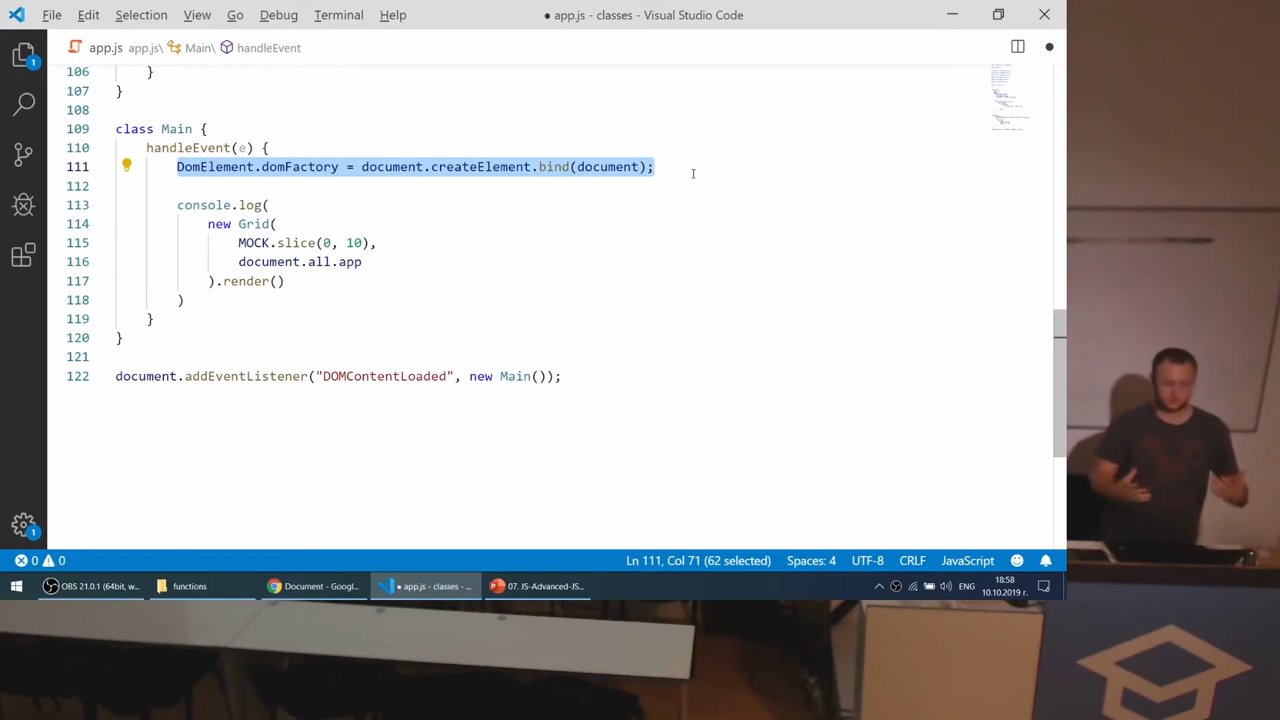 File Edit Selection View Go Debug Terminal Help
● app.js - classes - Visual Studio Code
app.js app.js\ Main\ handleEvent
106 }
107 }
108
109 class Main {
110 handleEvent(e) {
111 DomElement.domFactory = document.createElement.bind(document);
112
113 console.log(
114 new Grid(
115 MOCK.slice(0, 10),
116 document.all.app
117 ).render()
118 )
119 }
120 }
121
122 document.addEventListener("DOMContentLoaded", new Main());
1
1
0 0 Ln 111, Col 71 (62 selected) Spaces: 4 UTF-8 CRLF JavaScript
OBS 21.0.1 (64bit, w... functions Document - Googl... ● app.js - classes - ... 07. JS-Advanced-JS... ENG 18:58
10.10.2019 г.